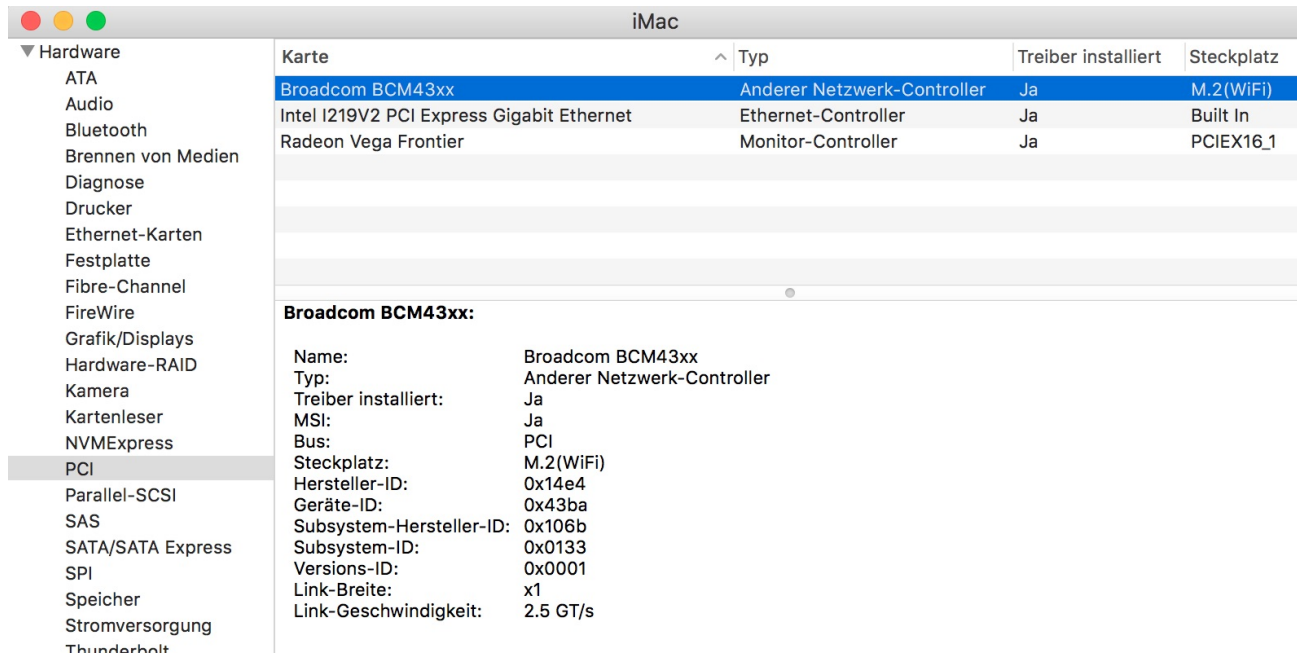 iMac
Hardware
ATA
Audio
Bluetooth
Brennen von Medien
Diagnose
Drucker
Ethernet-Karten
Festplatte
Fibre-Channel
FireWire
Grafik/Displays
Hardware-RAID
Kamera
Kartenleser
NVMExpress
PCI
Parallel-SCSI
SAS
SATA/SATA Express
SPI
Speicher
Stromversorgung
Thunderbolt
Karte Typ Treiber installiert Steckplatz
Broadcom BCM43xx Anderer Netzwerk-Controller Ja M.2(WiFi)
Intel I219V2 PCI Express Gigabit Ethernet Ethernet-Controller Ja Built In
Radeon Vega Frontier Monitor-Controller Ja PCIEX16_1
Broadcom BCM43xx:
Name: Broadcom BCM43xx
Typ: Anderer Netzwerk-Controller
Treiber installiert: Ja
MSI: Ja
Bus: PCI
Steckplatz: M.2(WiFi)
Hersteller-ID: 0x14e4
Geräte-ID: 0x43ba
Subsystem-Hersteller-ID: 0x106b
Subsystem-ID: 0x0133
Versions-ID: 0x0001
Link-Breite: x1
Link-Geschwindigkeit: 2.5 GT/s